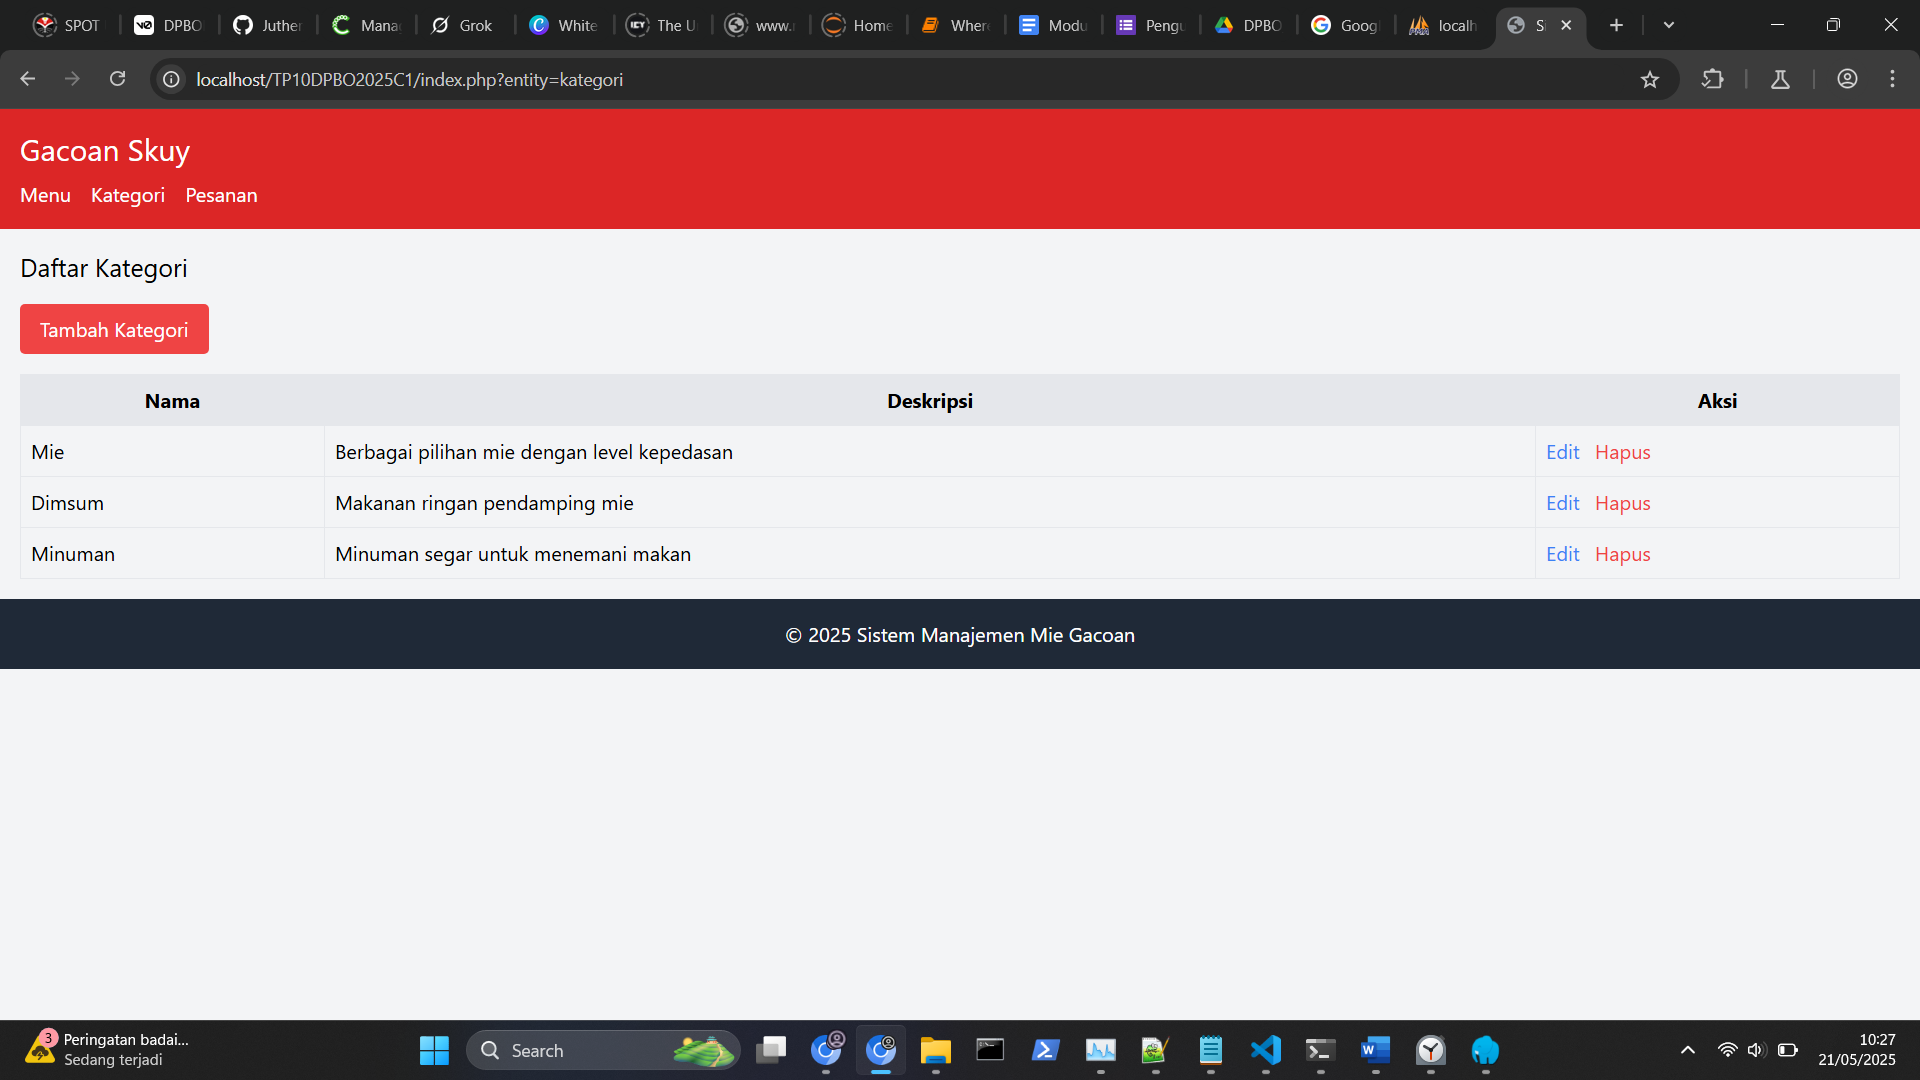 SPOT DPBO Juther Mana Grok White The U www. Home Where Modu Pengu DPBO Goog localh Si
localhost/TP10DPBO2025C1/index.php?entity=kategori
Gacoan Skuy
Menu Kategori Pesanan
Daftar Kategori
Tambah Kategori
Nama Deskripsi Aksi
Mie Berbagai pilihan mie dengan level kepedasan Edit Hapus
Dimsum Makanan ringan pendamping mie Edit Hapus
Minuman Minuman segar untuk menemani makan Edit Hapus
© 2025 Sistem Manajemen Mie Gacoan
3 Peringatan badai...
Sedang terjadi
Search
10:27
21/05/2025